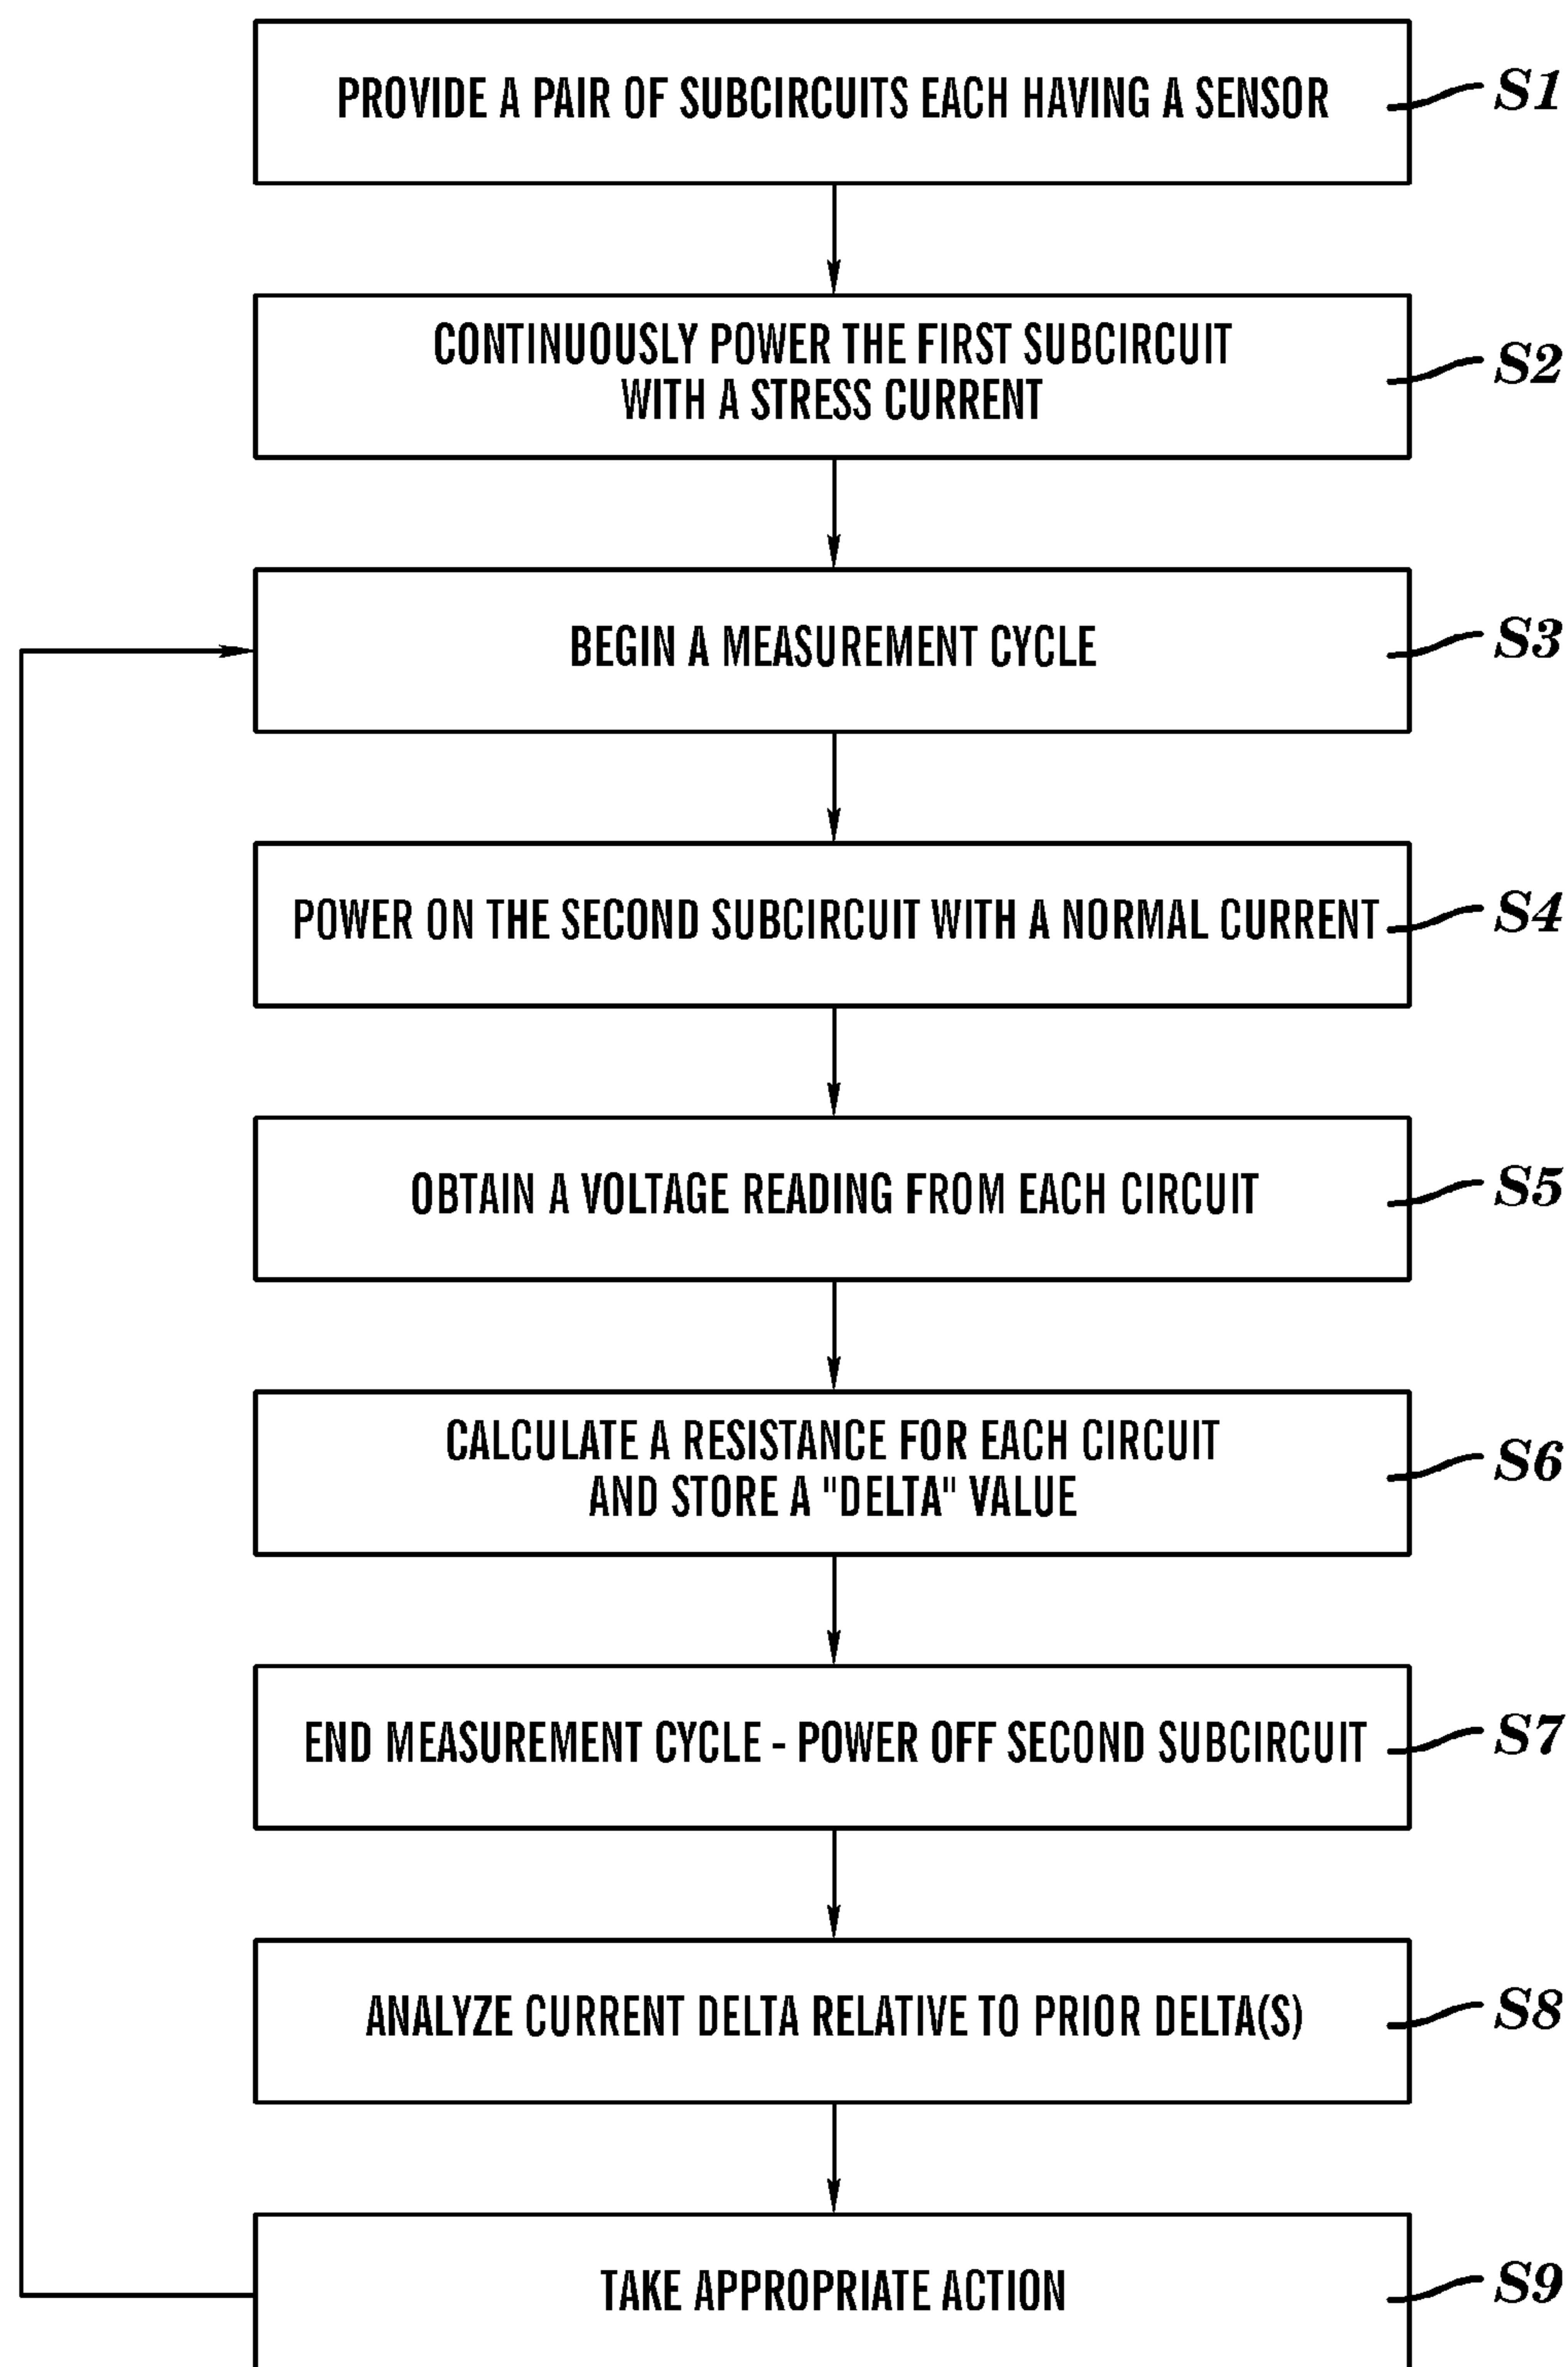 PROVIDE A PAIR OF SUBCIRCUITS EACH HAVING A SENSOR
S1
CONTINUOUSLY POWER THE FIRST SUBCIRCUIT
WITH A STRESS CURRENT
S2
BEGIN A MEASUREMENT CYCLE
S3
POWER ON THE SECOND SUBCIRCUIT WITH A NORMAL CURRENT
S4
OBTAIN A VOLTAGE READING FROM EACH CIRCUIT
S5
CALCULATE A RESISTANCE FOR EACH CIRCUIT
AND STORE A "DELTA" VALUE
S6
END MEASUREMENT CYCLE - POWER OFF SECOND SUBCIRCUIT
S7
ANALYZE CURRENT DELTA RELATIVE TO PRIOR DELTA(S)
S8
TAKE APPROPRIATE ACTION
S9